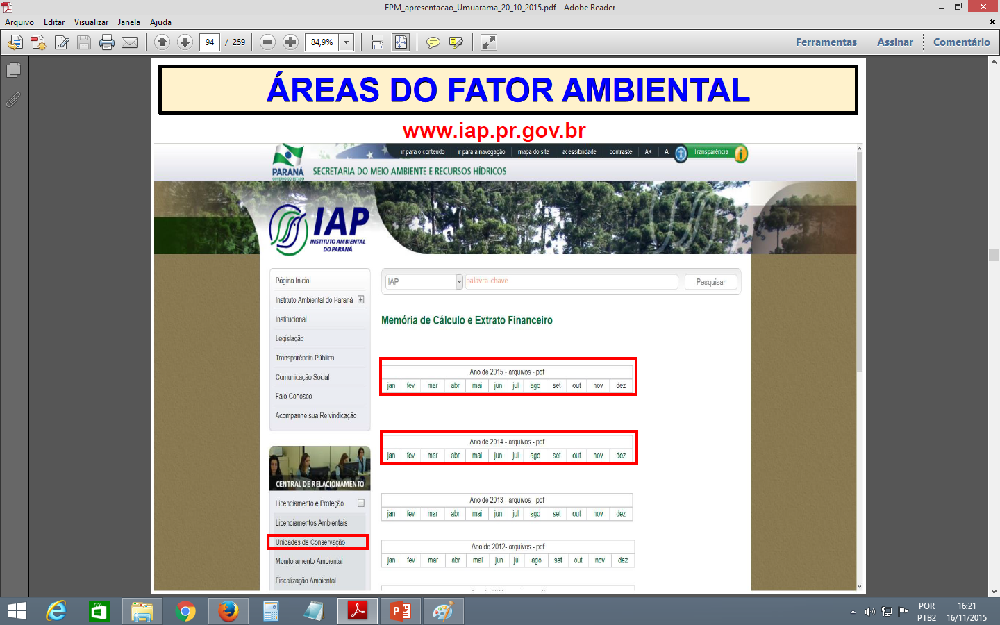 FPM_apresentacao_Umuarama_20_10_2015.pdf - Adobe Reader
Arquivo Editar Visualizar Janela Ajuda
94 / 259 84,9% Ferramentas Assinar Comentário
ÁREAS DO FATOR AMBIENTAL
www.iap.pr.gov.br
ir para o conteúdo ir para a navegação mapa do site acessibilidade contraste A+ A Transparência
PARANÁ
GOVERNO DO ESTADO
SECRETARIA DO MEIO AMBIENTE E RECURSOS HÍDRICOS
IAP
INSTITUTO AMBIENTAL
DO PARANÁ
Página Inicial
Instituto Ambiental do Paraná
Institucional
Legislação
Transparência Pública
Comunicação Social
Fale Conosco
Acompanhe sua Reivindicação
CENTRAL DE RELACIONAMENTO
Licenciamento e Proteção
Licenciamentos Ambientais
Unidades de Conservação
Monitoramento Ambiental
Fiscalização Ambiental
IAP palavra-chave Pesquisar
Memória de Cálculo e Extrato Financeiro
Ano de 2015 - arquivos - pdf
jan fev mar abr mai jun jul ago set out nov dez
Ano de 2014 - arquivos - pdf
jan fev mar abr mai jun jul ago set out nov dez
Ano de 2013 - arquivos - pdf
jan fev mar abr mai jun jul ago set out nov dez
Ano de 2012- arquivos - pdf
jan fev mar abr mai jun jul ago set out nov dez
POR 16:21
PTB2 16/11/2015